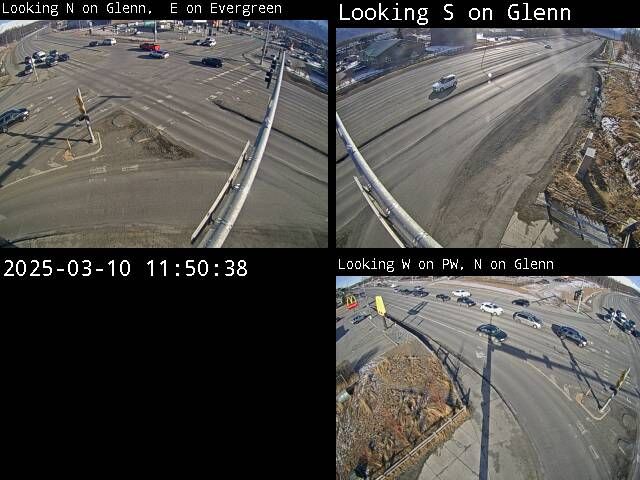 Looking N on Glenn,  E on Evergreen
Looking S on Glenn
2025-03-10 11:50:38
Looking W on PW, N on Glenn